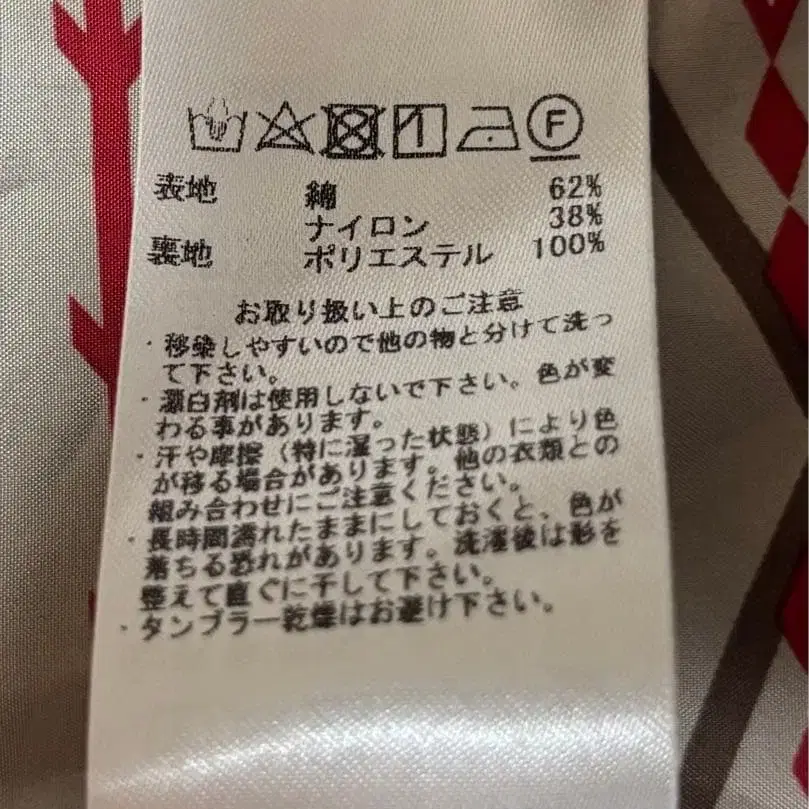 F
表地 綿 62%
ナイロン 38%
裏地 ポリエステル 100%
お取り扱い上のご注意
・移染しやすいので他の物と分けて洗っ
て下さい。
・漂白剤は使用しないで下さい。色が変
わる事があります。
・汗や摩擦（特に湿った状態）により色
が移る場合があります。他の衣類との
組み合わせにご注意ください。
・長時間濡れたままにしておくと、色が
落ちる恐れがあります。洗濯後は形を
整えて直ぐに干して下さい。
・タンブラー乾燥はお避け下さい。